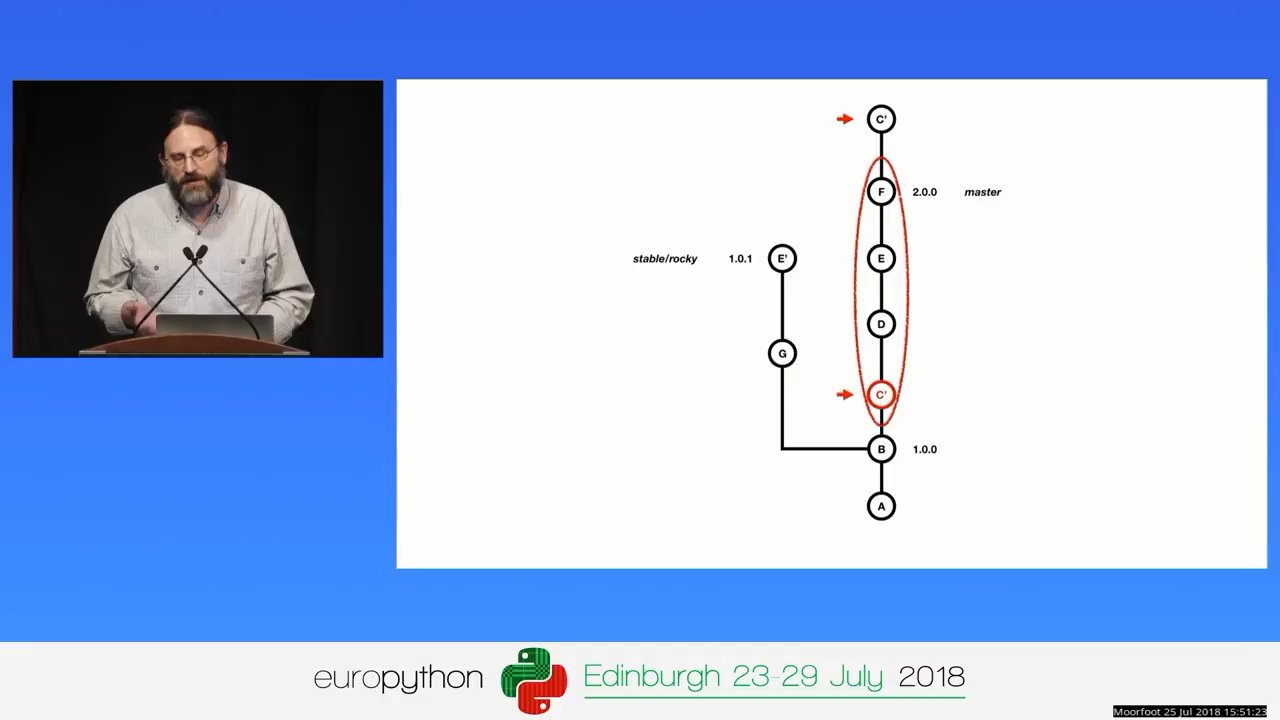 C'
F 2.0.0 master
stable/rocky 1.0.1 E' E
D
G
C'
B 1.0.0
A
europython Edinburgh 23-29 July 2018
Moorfoot 25 Jul 2018 15:51:23